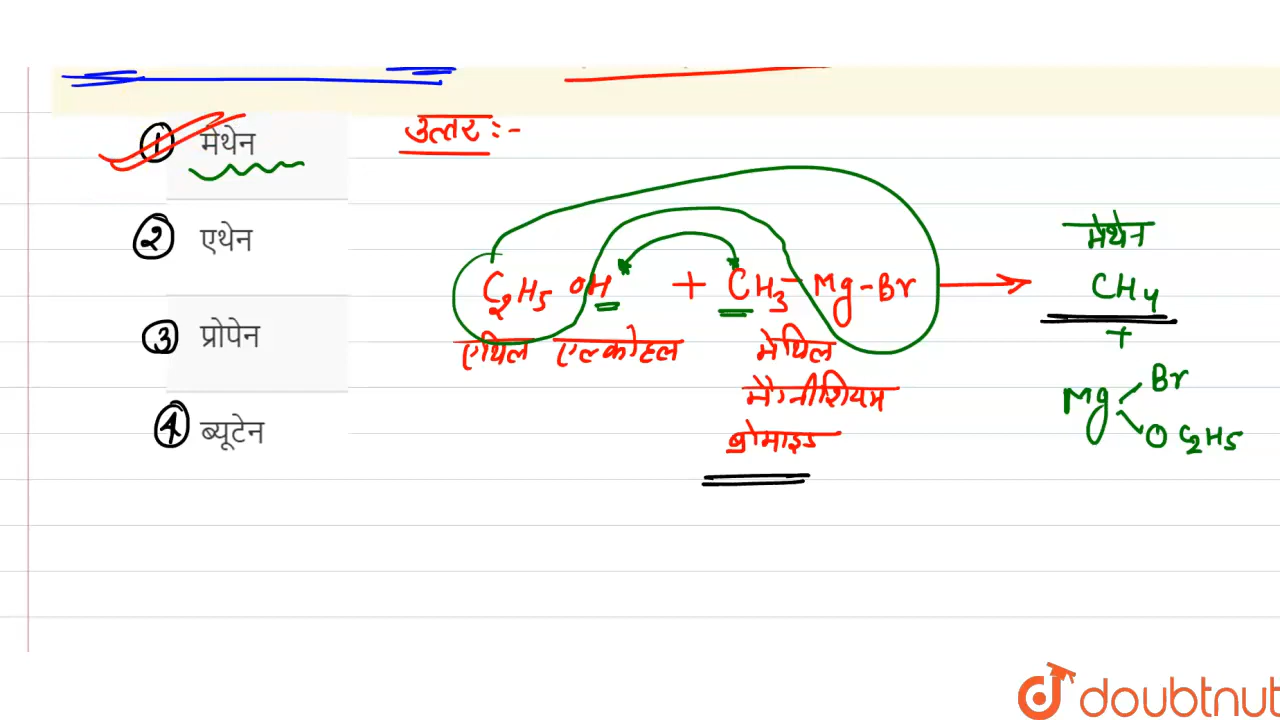 ① मेथेन
② एथेन
③ प्रोपेन
④ ब्यूटेन
उत्तर :-
C2H5 OH + CH3-Mg-Br →
एथिल एल्कोहल
मेथिल
मैग्नीशियम
ब्रोमाइड
मेथेन
CH4
+
Mg
Br
OC2H5
doubtnut